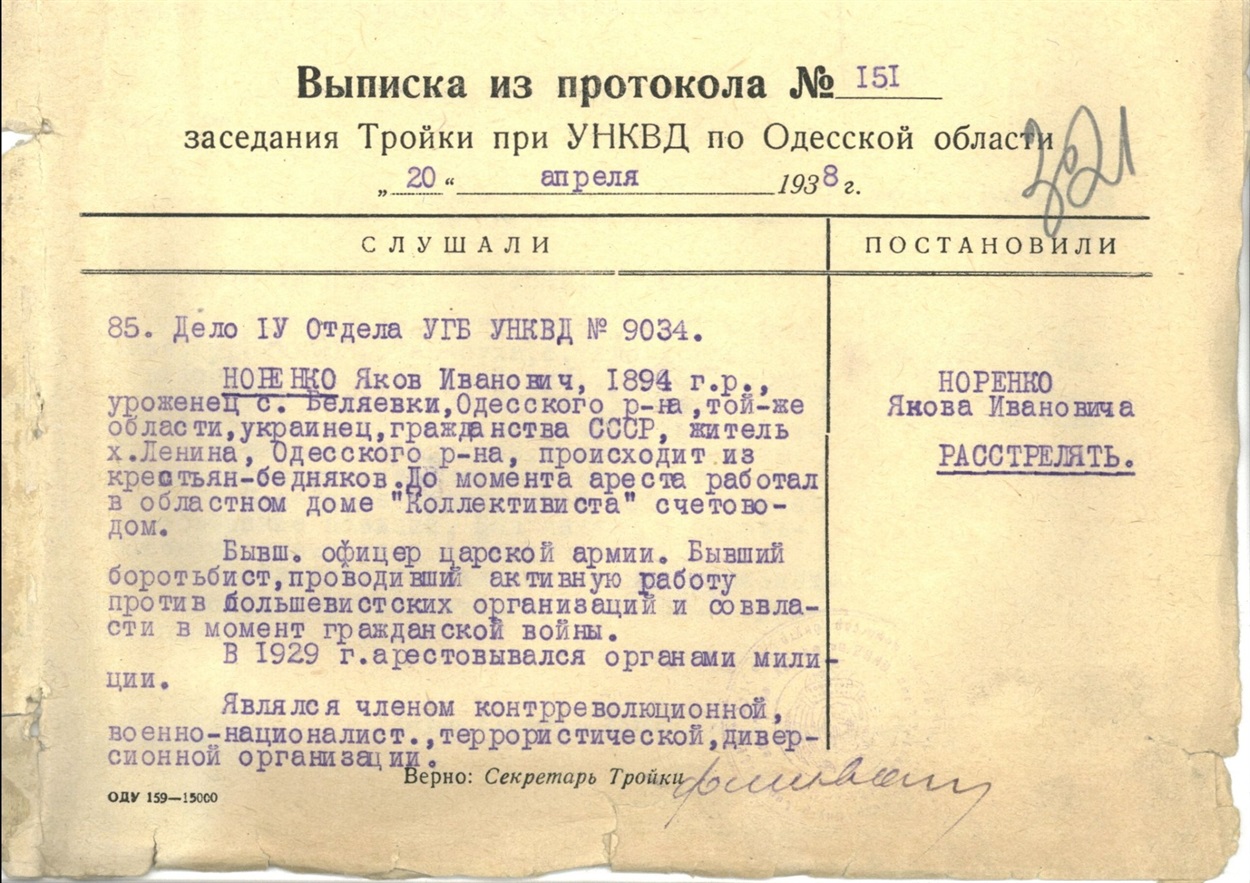 Выписка из протокола № 151
заседания Тройки при УНКВД по Одесской области
„ 20 “ апреля 1938 г.
321
СЛУШАЛИ
ПОСТАНОВИЛИ
85. Дело IУ Отдела УГБ УНКВД № 9034.
НОРЕНКО Яков Иванович, 1894 г.р.,
уроженец с. Беляевки,Одесского р-на,той-же
области,украинец,гражданства СССР, житель
х.Ленина, Одесского р-на, происходит из
крестьян-бедняков.До момента ареста работал
в областном доме "Коллективиста" счетово-
дом.
Бывш. офицер царской армии. Бывший
боротьбист,проводивший активную работу
против большевистских организаций и соввла-
сти в момент гражданской войны.
В 1929 г.арестовывался органами мили-
ции.
Являлся членом контрреволюционной,
военно-националист.,террористической,дивер-
сионной организации.
НОРЕНКО
Якова Ивановича
РАССТРЕЛЯТЬ.
Верно: Секретарь Тройки
ОДУ 159—15000